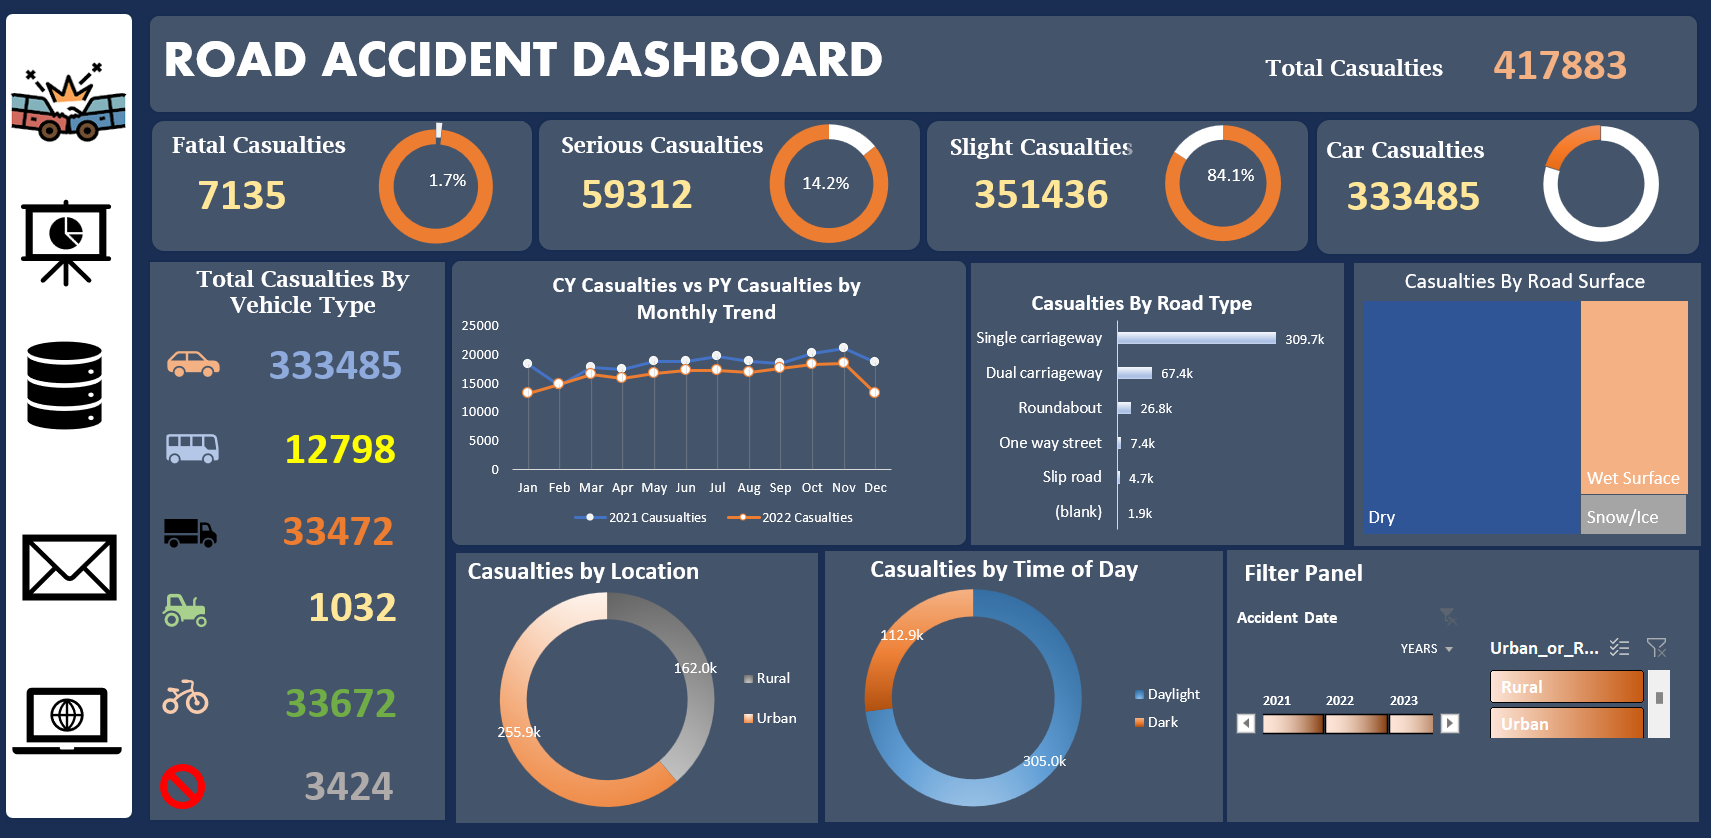 ROAD ACCIDENT DASHBOARD
Total Casualties
417883
Fatal Casualties
7135
1.7%
Serious Casualties
59312
14.2%
Slight Casualties
351436
84.1%
Car Casualties
333485
Total Casualties By
Vehicle Type
333485
12798
33472
1032
33672
3424
CY Casualties vs PY Casualties by
Monthly Trend
25000
20000
15000
10000
5000
0
Jan Feb Mar Apr May Jun Jul Aug Sep Oct Nov Dec
2021 Causualties
2022 Casualties
Casualties By Road Type
Single carriageway 309.7k
Dual carriageway 67.4k
Roundabout 26.8k
One way street 7.4k
Slip road 4.7k
(blank) 1.9k
Casualties By Road Surface
Dry
Wet Surface
Snow/Ice
Casualties by Location
162.0k
255.9k
Rural
Urban
Casualties by Time of Day
112.9k
305.0k
Daylight
Dark
Filter Panel
Accident Date
YEARS
2021 2022 2023
Urban_or_R...
Rural
Urban